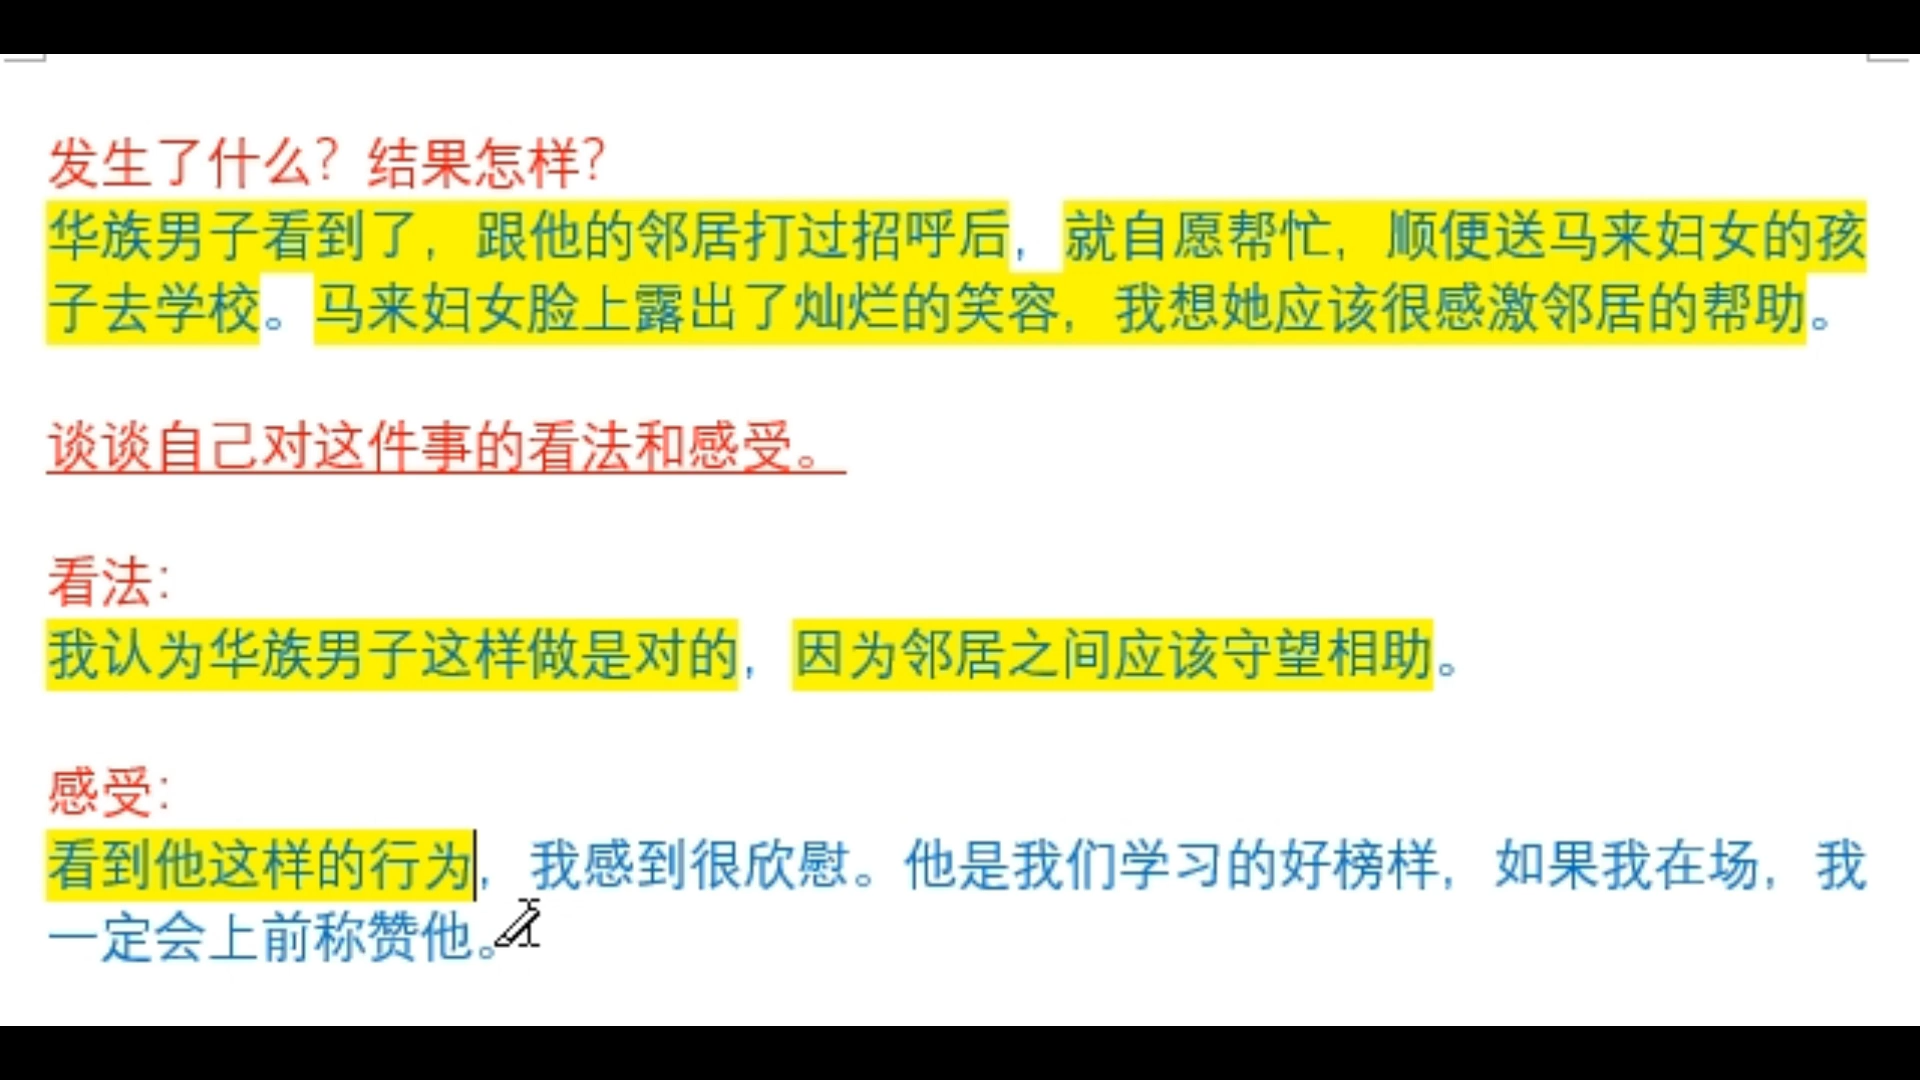 发生了什么？结果怎样？
华族男子看到了，跟他的邻居打过招呼后，就自愿帮忙，顺便送马来妇女的孩
子去学校。马来妇女脸上露出了灿烂的笑容，我想她应该很感激邻居的帮助。
谈谈自己对这件事的看法和感受。
看法：
我认为华族男子这样做是对的，因为邻居之间应该守望相助。
感受：
看到他这样的行为，我感到很欣慰。他是我们学习的好榜样，如果我在场，我
一定会上前称赞他。